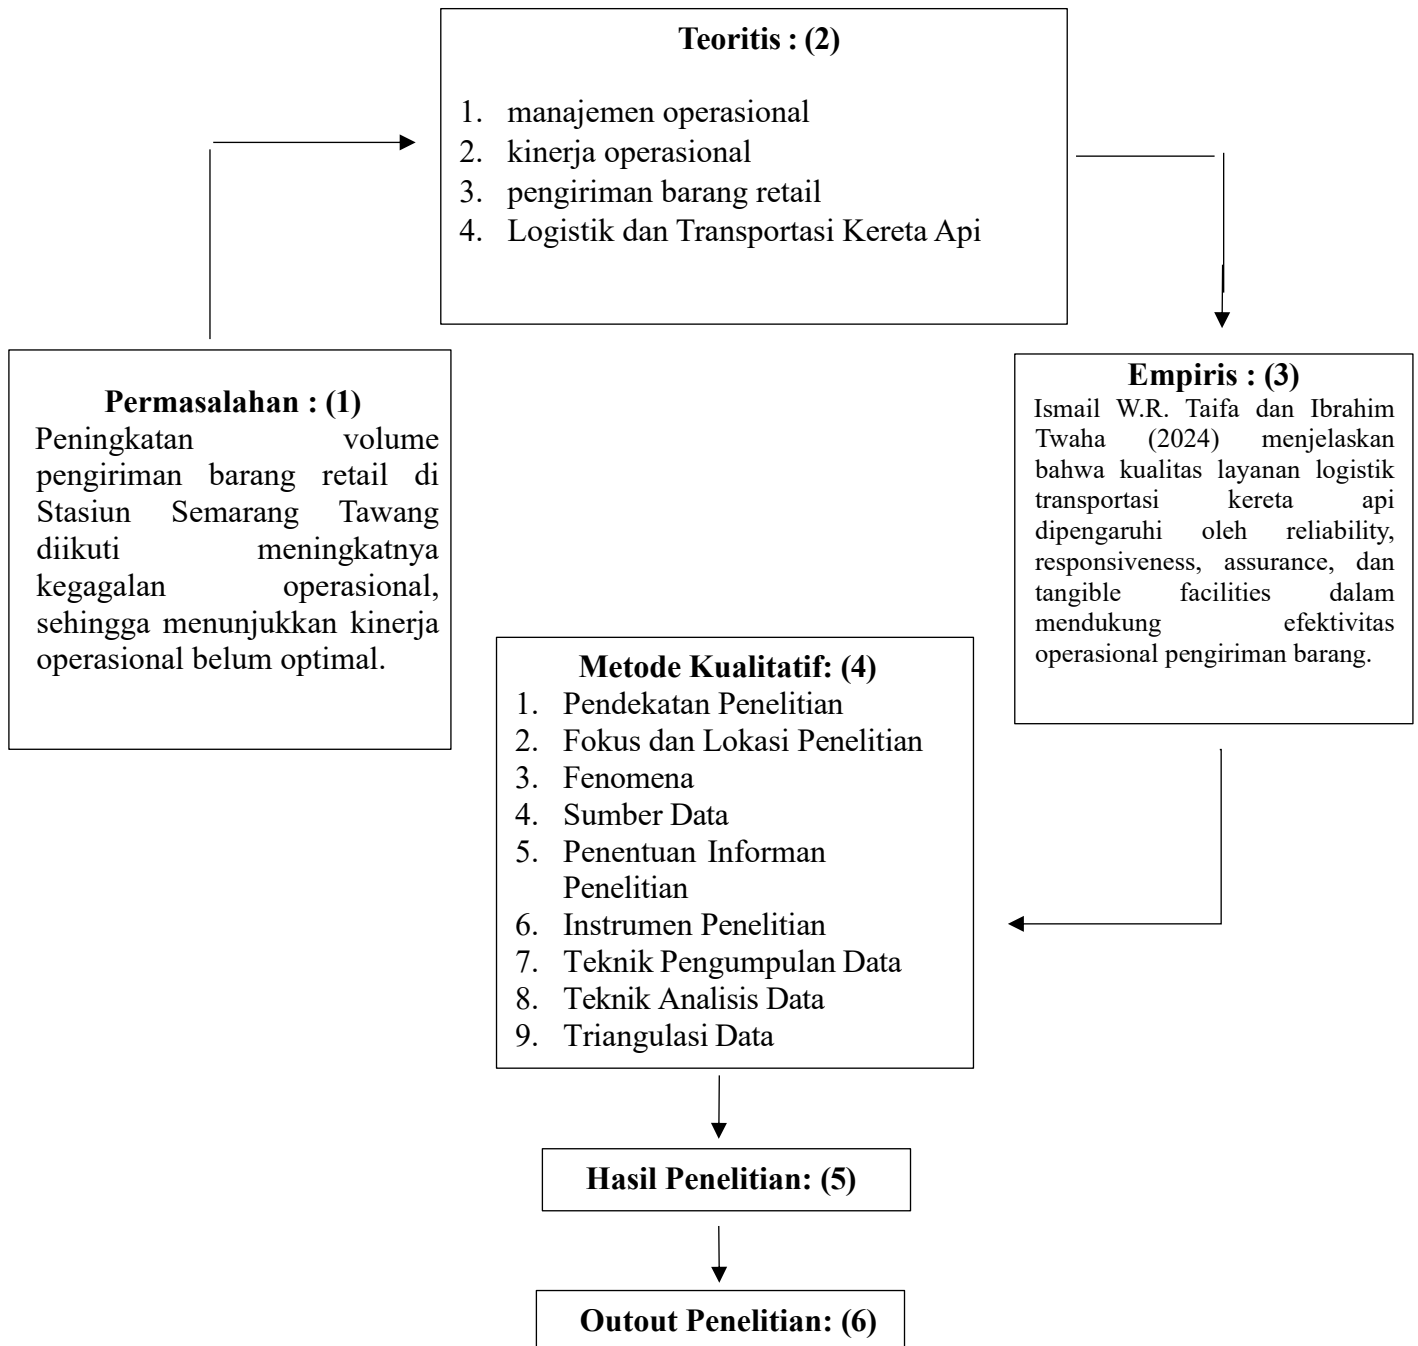 Teoritis : (2)
1. manajemen operasional
2. kinerja operasional
3. pengiriman barang retail
4. Logistik dan Transportasi Kereta Api
Permasalahan : (1)
Peningkatan volume
pengiriman barang retail di
Stasiun Semarang Tawang
diikuti meningkatnya
kegagalan operasional,
sehingga menunjukkan kinerja
operasional belum optimal.
Empiris : (3)
Ismail W.R. Taifa dan Ibrahim
Twaha (2024) menjelaskan
bahwa kualitas layanan logistik
transportasi kereta api
dipengaruhi oleh reliability,
responsiveness, assurance, dan
tangible facilities dalam
mendukung efektivitas
operasional pengiriman barang.
Metode Kualitatif: (4)
1. Pendekatan Penelitian
2. Fokus dan Lokasi Penelitian
3. Fenomena
4. Sumber Data
5. Penentuan Informan
Penelitian
6. Instrumen Penelitian
7. Teknik Pengumpulan Data
8. Teknik Analisis Data
9. Triangulasi Data
Hasil Penelitian: (5)
Outout Penelitian: (6)